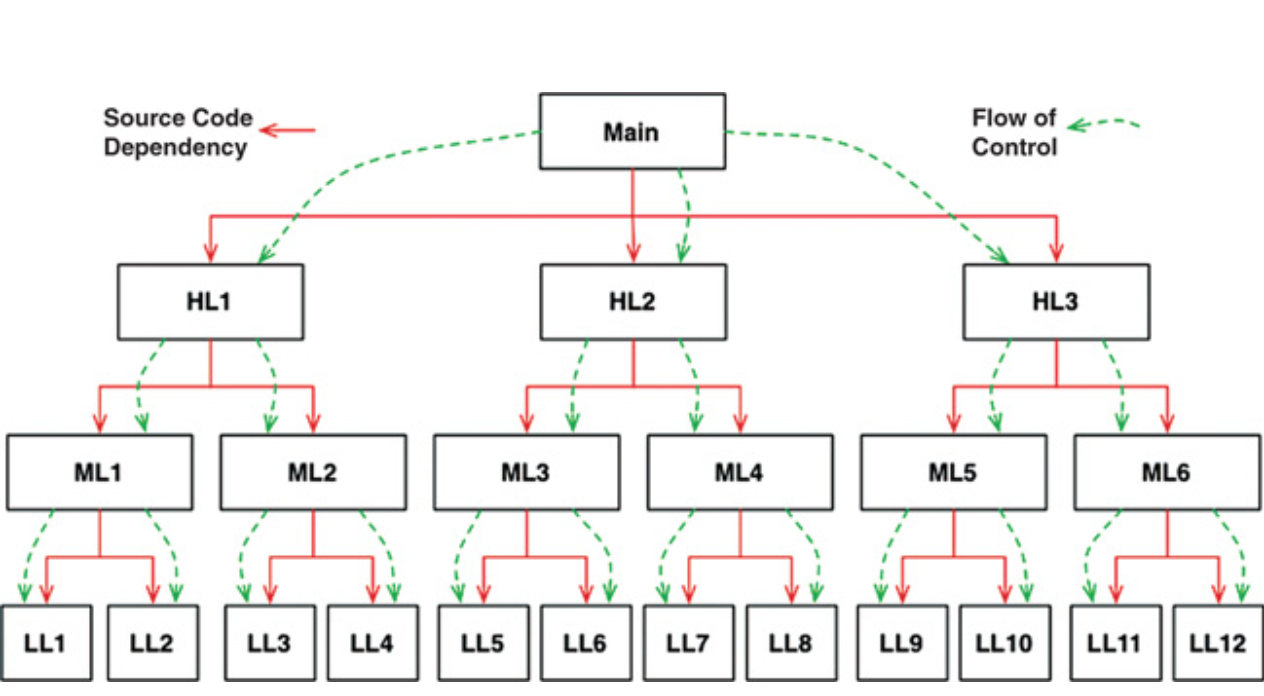 Source Code
Dependency
Main
Flow of
Control
HL1
HL2
HL3
ML1
ML2
ML3
ML4
ML5
ML6
LL1
LL2
LL3
LL4
LL5
LL6
LL7
LL8
LL9
LL10
LL11
LL12